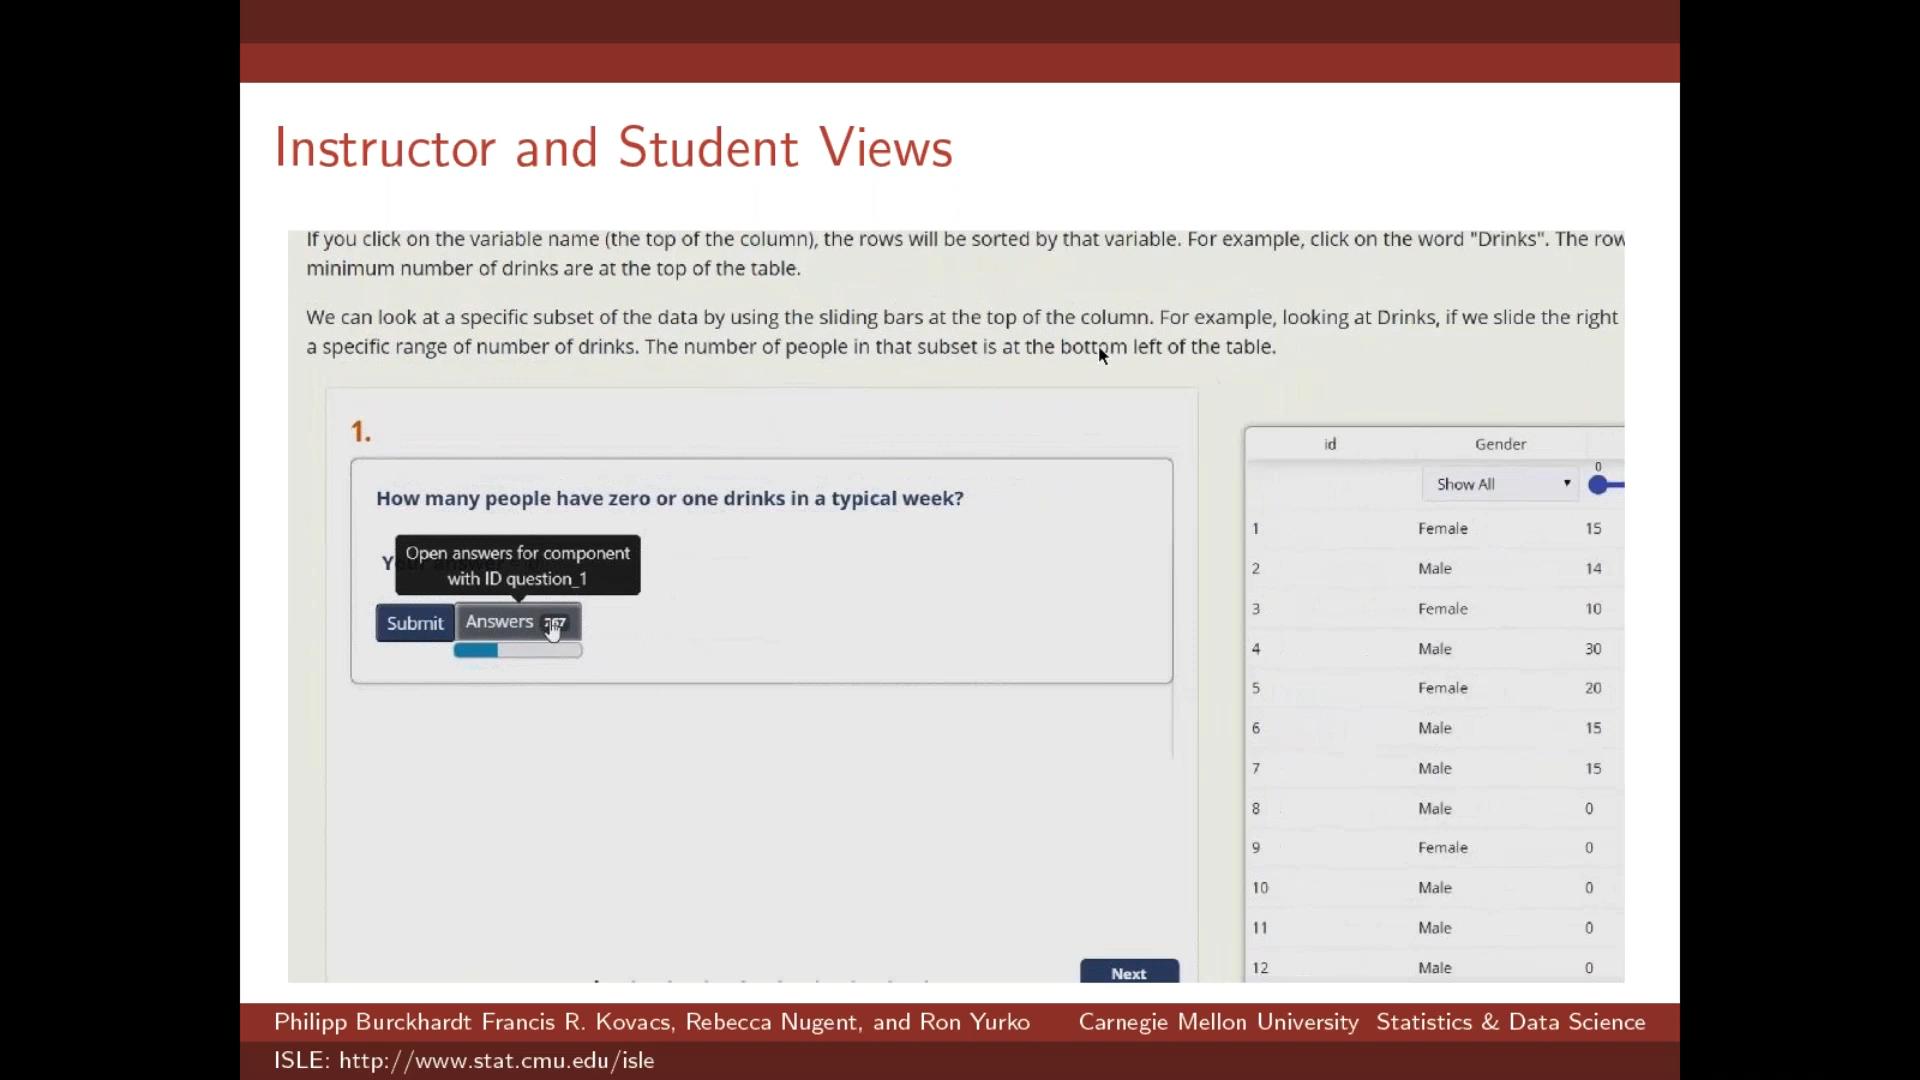 Instructor and Student Views
If you click on the variable name (the top of the column), the rows will be sorted by that variable. For example, click on the word "Drinks". The row
minimum number of drinks are at the top of the table.
We can look at a specific subset of the data by using the sliding bars at the top of the column. For example, looking at Drinks, if we slide the right
a specific range of number of drinks. The number of people in that subset is at the bottom left of the table.
1.
How many people have zero or one drinks in a typical week?
Open answers for component
with ID question_1
Submit Answers
Next
id Gender
0
Show All
1 Female 15
2 Male 14
3 Female 10
4 Male 30
5 Female 20
6 Male 15
7 Male 15
8 Male 0
9 Female 0
10 Male 0
11 Male 0
12 Male 0
Philipp Burckhardt Francis R. Kovacs, Rebecca Nugent, and Ron Yurko Carnegie Mellon University Statistics & Data Science
ISLE: http://www.stat.cmu.edu/isle